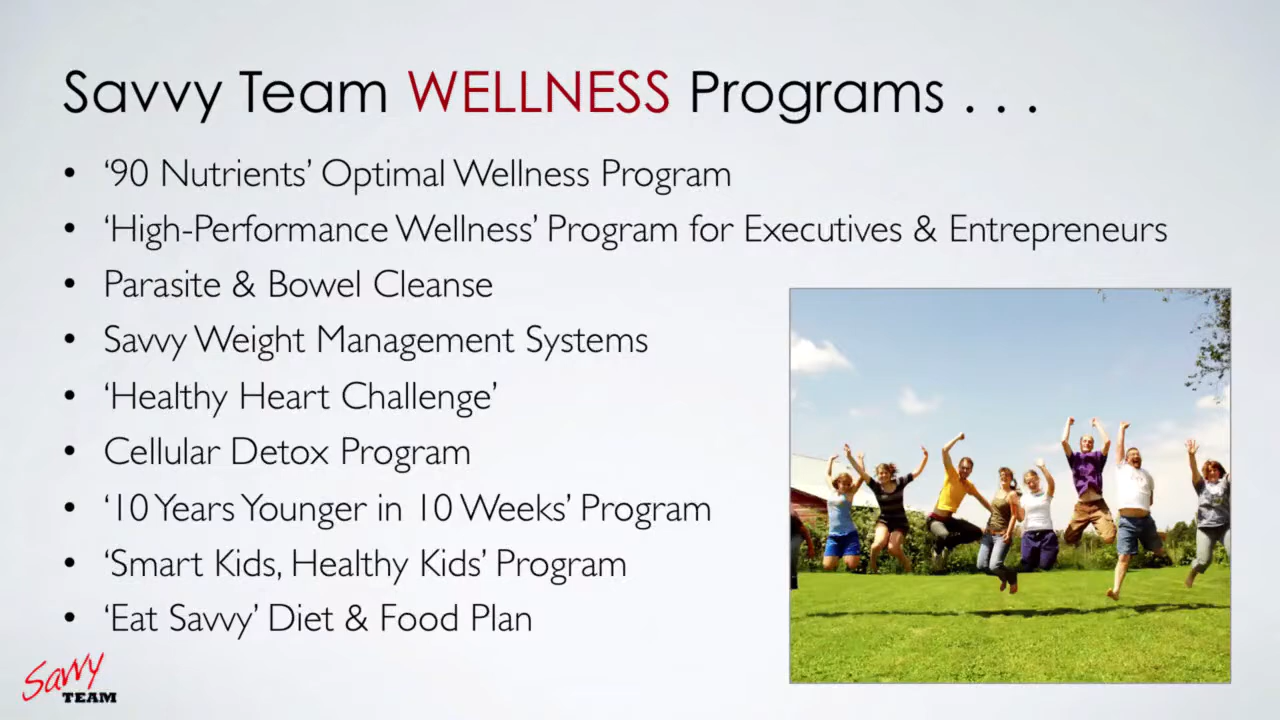 Savvy Team WELLNESS Programs . . .
• ‘90 Nutrients’ Optimal Wellness Program
• ‘High-Performance Wellness’ Program for Executives & Entrepreneurs
• Parasite & Bowel Cleanse
• Savvy Weight Management Systems
• ‘Healthy Heart Challenge’
• Cellular Detox Program
• ‘10 Years Younger in 10 Weeks’ Program
• ‘Smart Kids, Healthy Kids’ Program
• ‘Eat Savvy’ Diet & Food Plan
Savvy
TEAM